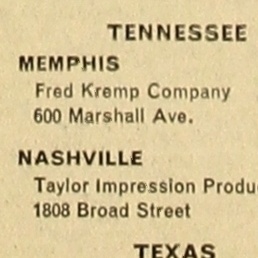 TENNESSEE
MEMPHIS
Fred Kremp Company
600 Marshall Ave.
NASHVILLE
Taylor Impression Produ
1808 Broad Street
TEXAS